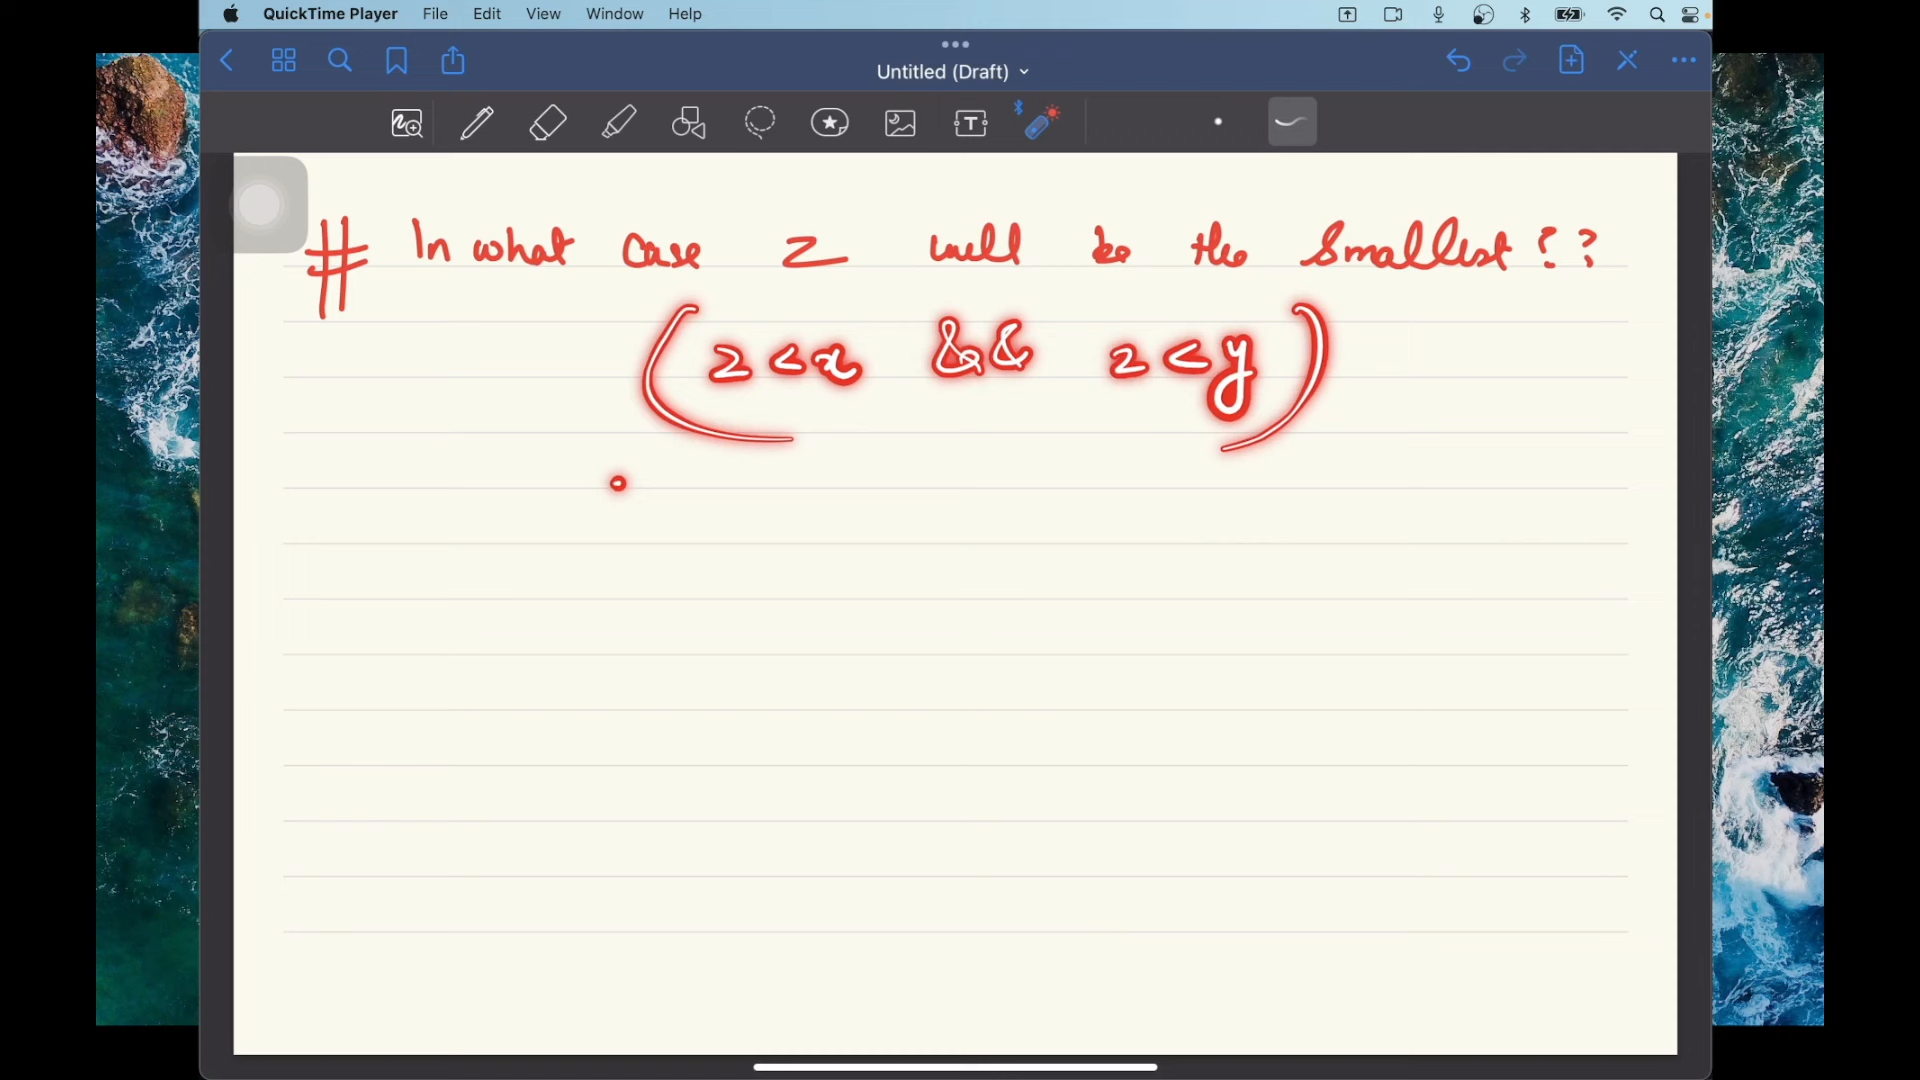 QuickTime Player File Edit View Window Help
Untitled (Draft)
T
# In what case z will be the smallest ??
(z < x && z < y)